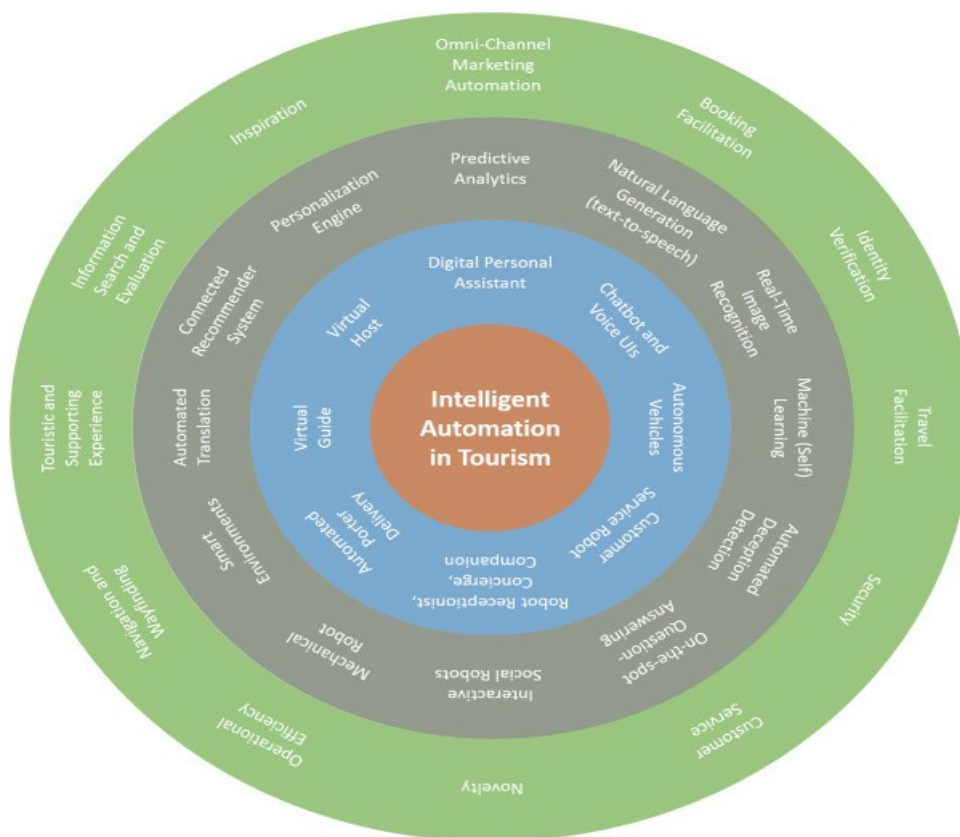 Omni-Channel
Marketing
Automation
Booking
Facilitation
Identity
Verification
Travel
Facilitation
Security
Customer
Service
Novelty
Operational
Efficiency
Navigation and
Wayfinding
Touristic and
Supporting
Experience
Information
Search and
Evaluation
Inspiration
Predictive
Analytics
Natural Language
Generation
(text-to-speech)
Real-Time
Image
Recognition
Machine (Self)
Learning
Automated
Deception
Detection
On-the-spot
Question-
Answering
Interactive
Social Robots
Mechanical
Robot
Smart
Environments
Automated
Translation
Connected
Recommender
System
Personalization
Engine
Digital Personal
Assistant
Chatbot and
Voice UIs
Autonomous
Vehicles
Customer
Service Robot
Robot Receptionist,
Concierge,
Companion
Automated
Porter
Delivery
Virtual
Guide
Virtual
Host
Intelligent
Automation
in Tourism